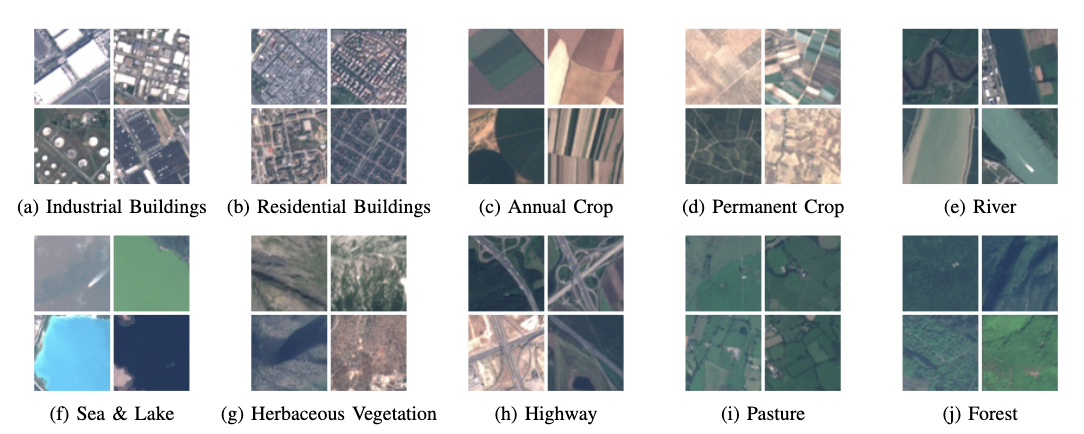 (a) Industrial Buildings
(b) Residential Buildings
(c) Annual Crop
(d) Permanent Crop
(e) River
(f) Sea & Lake
(g) Herbaceous Vegetation
(h) Highway
(i) Pasture
(j) Forest